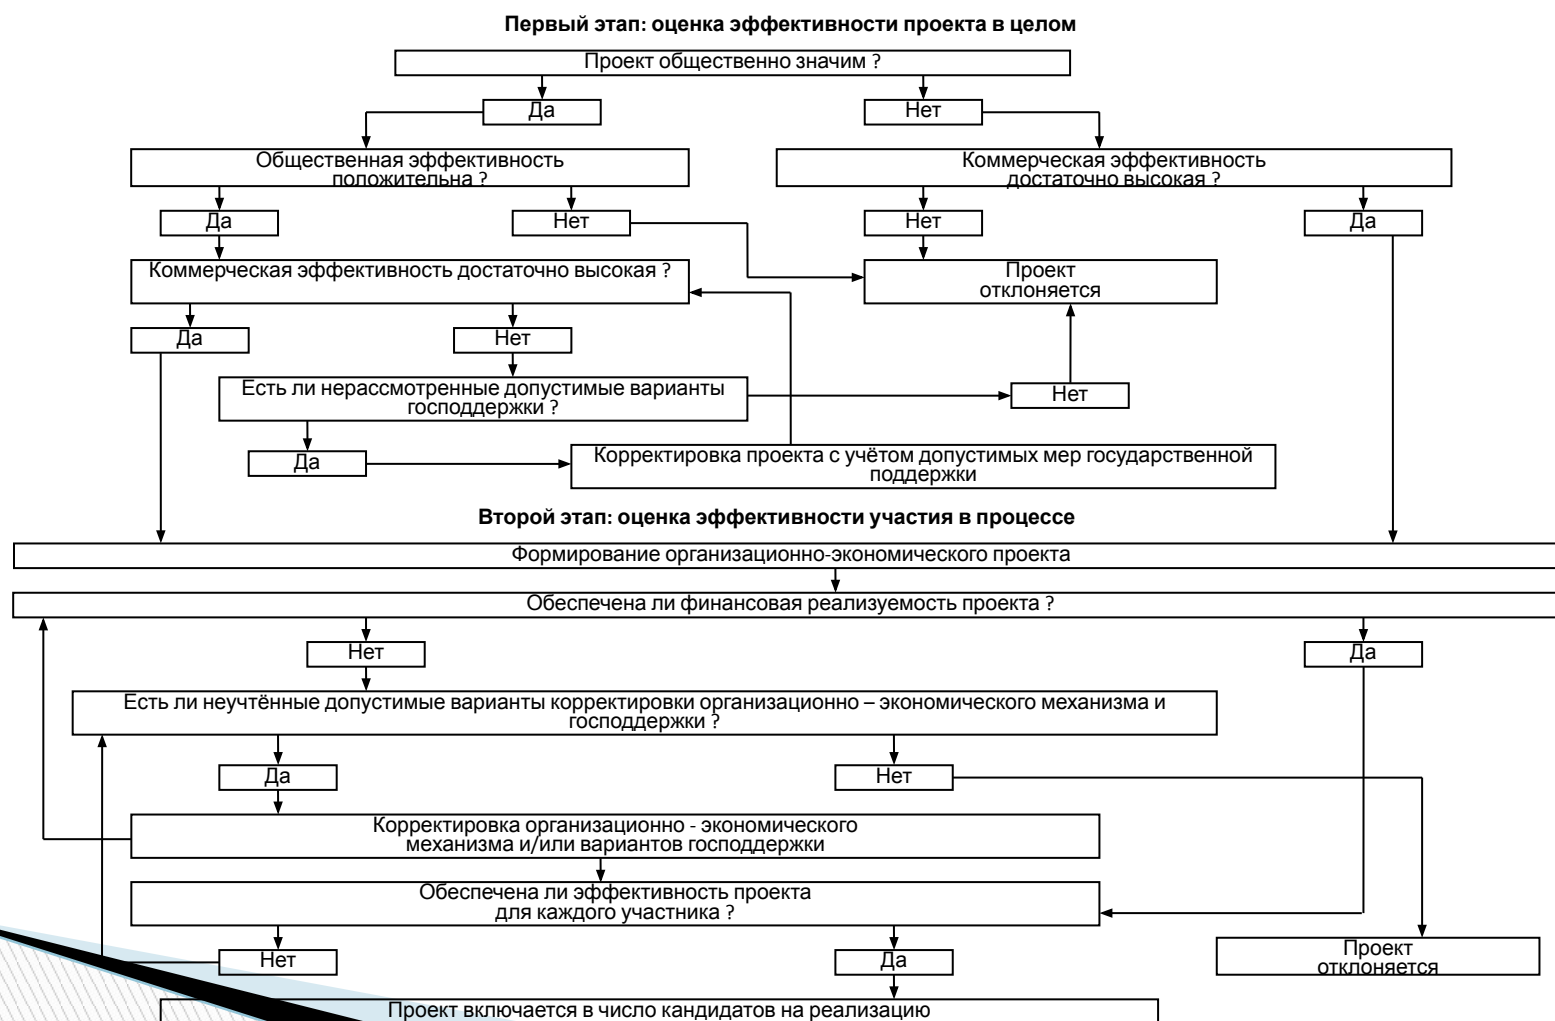 Первый этап: оценка эффективности проекта в целом
Проект общественно значим ?
Да
Нет
Общественная эффективность
положительна ?
Коммерческая эффективность
достаточно высокая ?
Да
Нет
Нет
Да
Коммерческая эффективность достаточно высокая ?
Проект
отклоняется
Да
Нет
Есть ли нерассмотренные допустимые варианты
господдержки ?
Нет
Да
Корректировка проекта с учётом допустимых мер государственной
поддержки
Второй этап: оценка эффективности участия в процессе
Формирование организационно-экономического проекта
Обеспечена ли финансовая реализуемость проекта ?
Нет
Да
Есть ли неучтённые допустимые варианты корректировки организационно – экономического механизма и
господдержки ?
Да
Нет
Корректировка организационно - экономического
механизма и/или вариантов господдержки
Обеспечена ли эффективность проекта
для каждого участника ?
Нет
Да
Проект
отклоняется
Проект включается в число кандидатов на реализацию